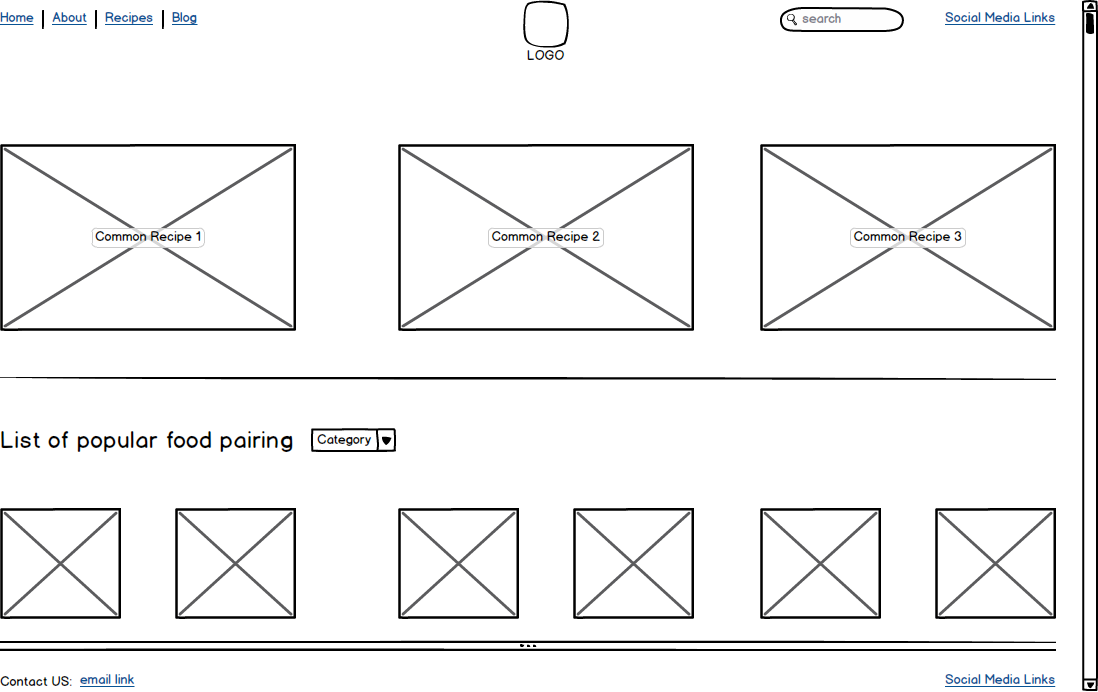 Home About Recipes Blog search Social Media Links
LOGO
Common Recipe 1 Common Recipe 2 Common Recipe 3
List of popular food pairing Category
Contact US: email link Social Media Links